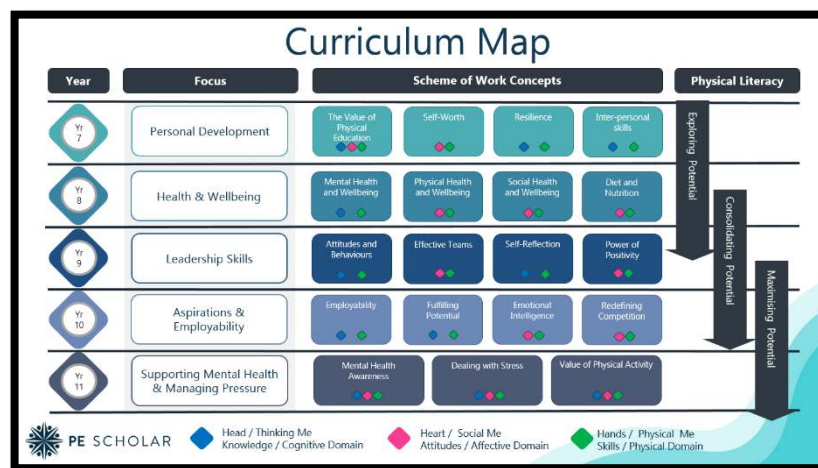 Curriculum Map
Year
Focus
Scheme of Work Concepts
Physical Literacy
Yr
7
Personal Development
The Value of
Physical
Education
Self-Worth
Resilience
Inter-personal
skills
Yr
8
Health & Wellbeing
Mental Health
and Wellbeing
Physical Health
and Wellbeing
Social Health
and Wellbeing
Diet and
Nutrition
Yr
9
Leadership Skills
Attitudes and
Behaviours
Effective Teams
Self-Reflection
Power of
Positivity
Yr
10
Aspirations &
Employability
Employability
Fulfilling
Potential
Emotional
Intelligence
Redefining
Competition
Yr
11
Supporting Mental Health
& Managing Pressure
Mental Health
Awareness
Dealing with Stress
Value of Physical Activity
Exploring Potential
Consolidating Potential
Maximising Potential
PE SCHOLAR
Head / Thinking Me
Knowledge / Cognitive Domain
Heart / Social Me
Attitudes / Affective Domain
Hands / Physical Me
Skills / Physical Domain